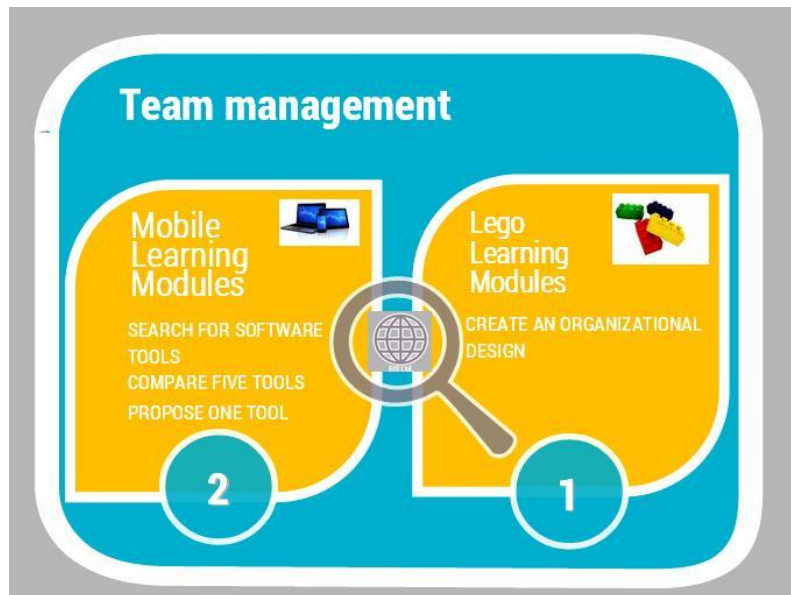 Team management
Mobile
Learning
Modules
SEARCH FOR SOFTWARE
TOOLS
COMPARE FIVE TOOLS
PROPOSE ONE TOOL
2
Lego
Learning
Modules
CREATE AN ORGANIZATIONAL
DESIGN
1